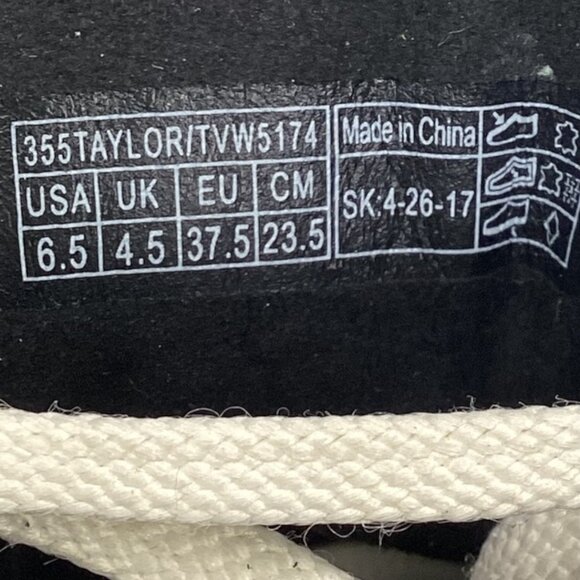 355TAYLOR/TVW5174
USA UK EU CM
6.5 4.5 37.5 23.5
Made in China
SK:4-26-17